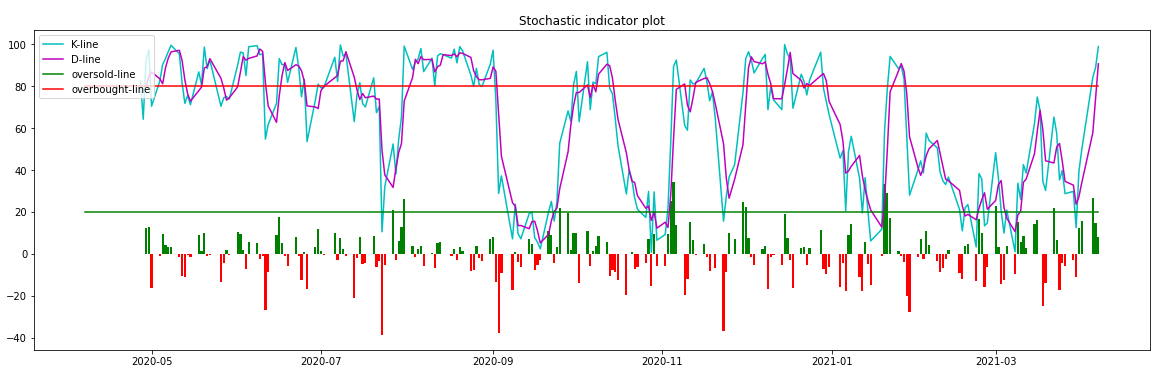 Stochastic indicator plot
K-line
D-line
oversold-line
overbought-line
100
80
60
40
20
0
−20
−40
2020-05
2020-07
2020-09
2020-11
2021-01
2021-03